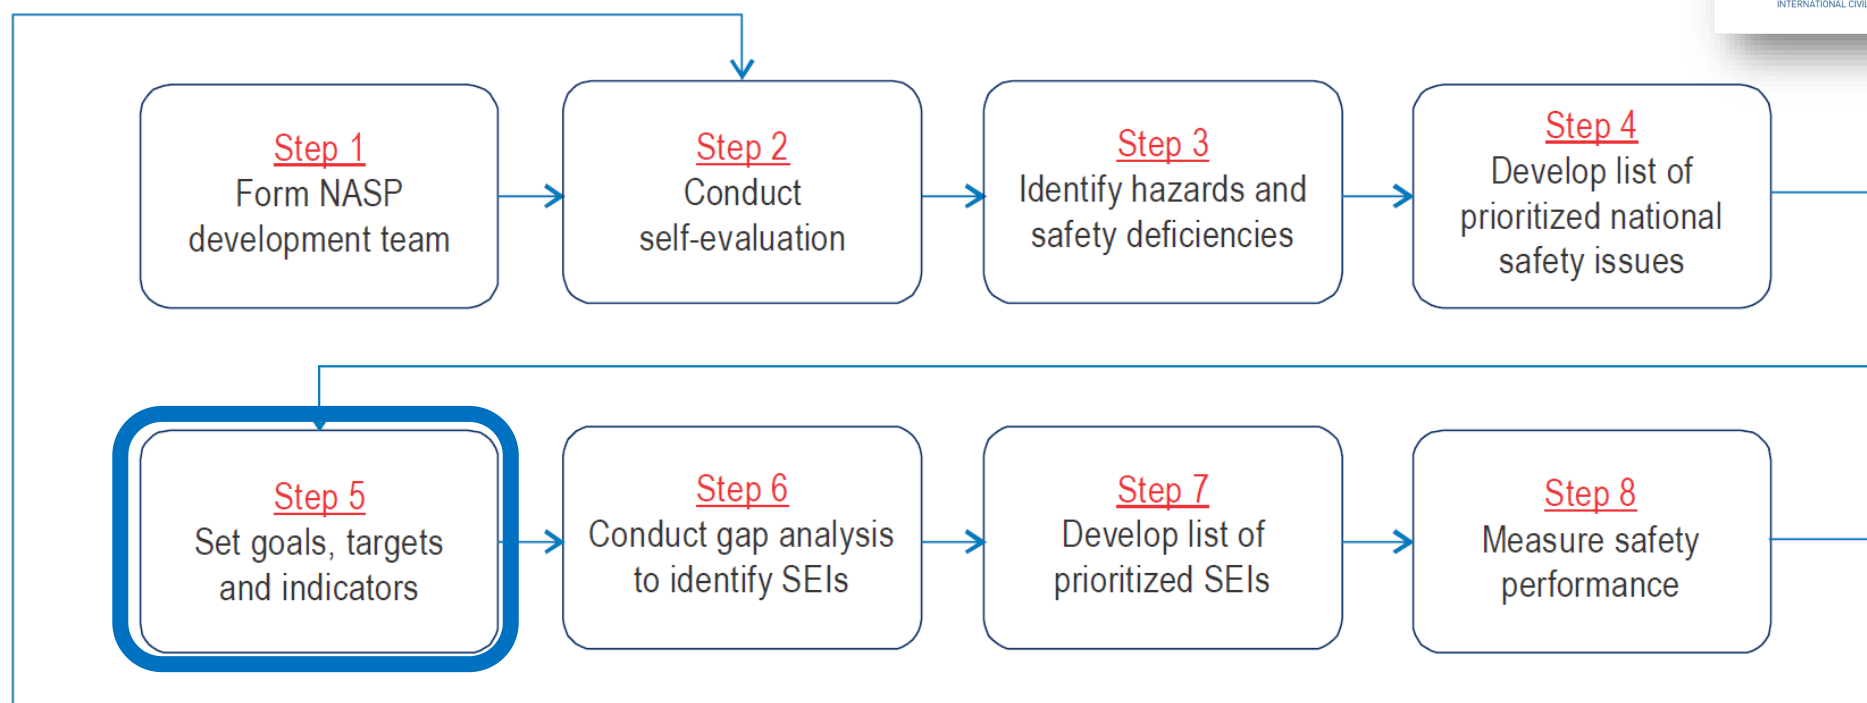 INTERNATIONAL CIVIL
Step 1
Form NASP
development team
Step 2
Conduct
self-evaluation
Step 3
Identify hazards and
safety deficiencies
Step 4
Develop list of
prioritized national
safety issues
Step 5
Set goals, targets
and indicators
Step 6
Conduct gap analysis
to identify SEIs
Step 7
Develop list of
prioritized SEIs
Step 8
Measure safety
performance